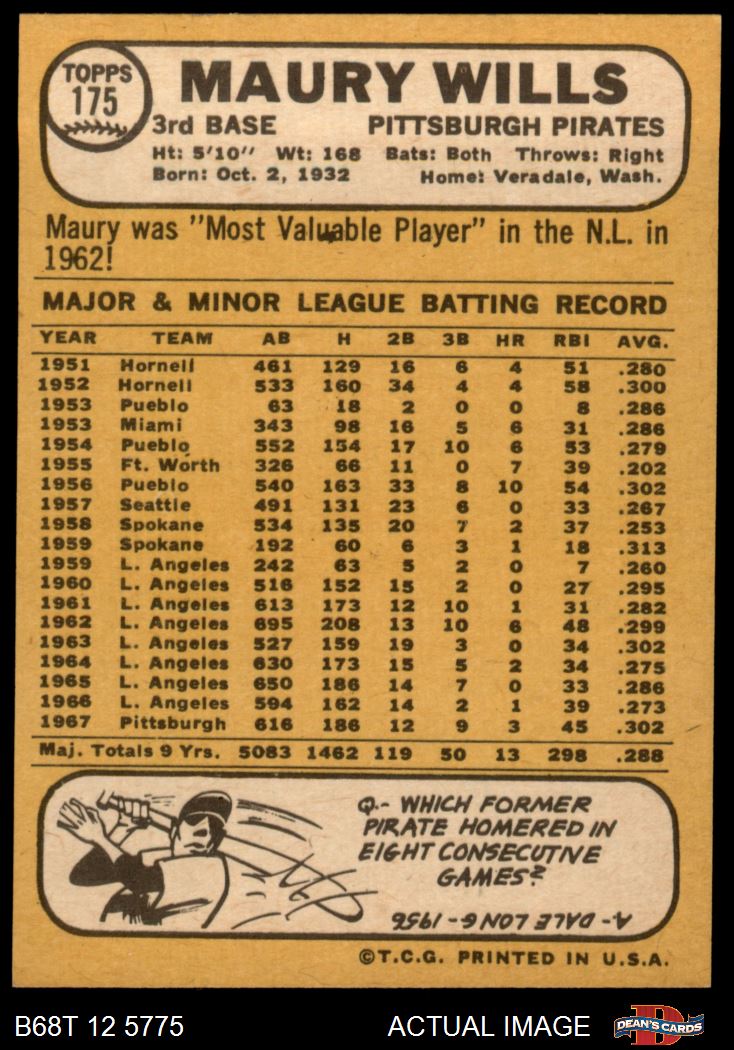 TOPPS
175
MAURY WILLS
3rd BASE PITTSBURGH PIRATES
Ht: 5'10" Wt: 168 Bats: Both Throws: Right
Born: Oct. 2, 1932 Home: Veradale, Wash.
Maury was "Most Valuable Player" in the N.L. in
1962!
MAJOR & MINOR LEAGUE BATTING RECORD
YEAR TEAM AB H 2B 3B HR RBI AVG.
1951 Hornell 461 129 16 6 4 51 .280
1952 Hornell 533 160 34 4 4 58 .300
1953 Pueblo 63 18 2 0 0 8 .286
1953 Miami 343 98 16 5 6 31 .286
1954 Pueblo 552 154 17 10 6 53 .279
1955 Ft. Worth 326 66 11 0 7 39 .202
1956 Pueblo 540 163 33 8 10 54 .302
1957 Seattle 491 131 23 6 0 33 .267
1958 Spokane 534 135 20 7 2 37 .253
1959 Spokane 192 60 6 3 1 18 .313
1959 L. Angeles 242 63 5 2 0 7 .260
1960 L. Angeles 516 152 15 2 0 27 .295
1961 L. Angeles 613 173 12 10 1 31 .282
1962 L. Angeles 695 208 13 10 6 48 .299
1963 L. Angeles 527 159 19 3 0 34 .302
1964 L. Angeles 630 173 15 5 2 34 .275
1965 L. Angeles 650 186 14 7 0 33 .286
1966 L. Angeles 594 162 14 2 1 39 .273
1967 Pittsburgh 616 186 12 9 3 45 .302
Maj. Totals 9 Yrs. 5083 1462 119 50 13 298 .288
Q.- WHICH FORMER
PIRATE HOMERED IN
EIGHT CONSECUTIVE
GAMES?
A- DALE LONG - 1956
©T.C.G. PRINTED IN U.S.A.
B68T 12 5775 ACTUAL IMAGE DEAN'S CARDS